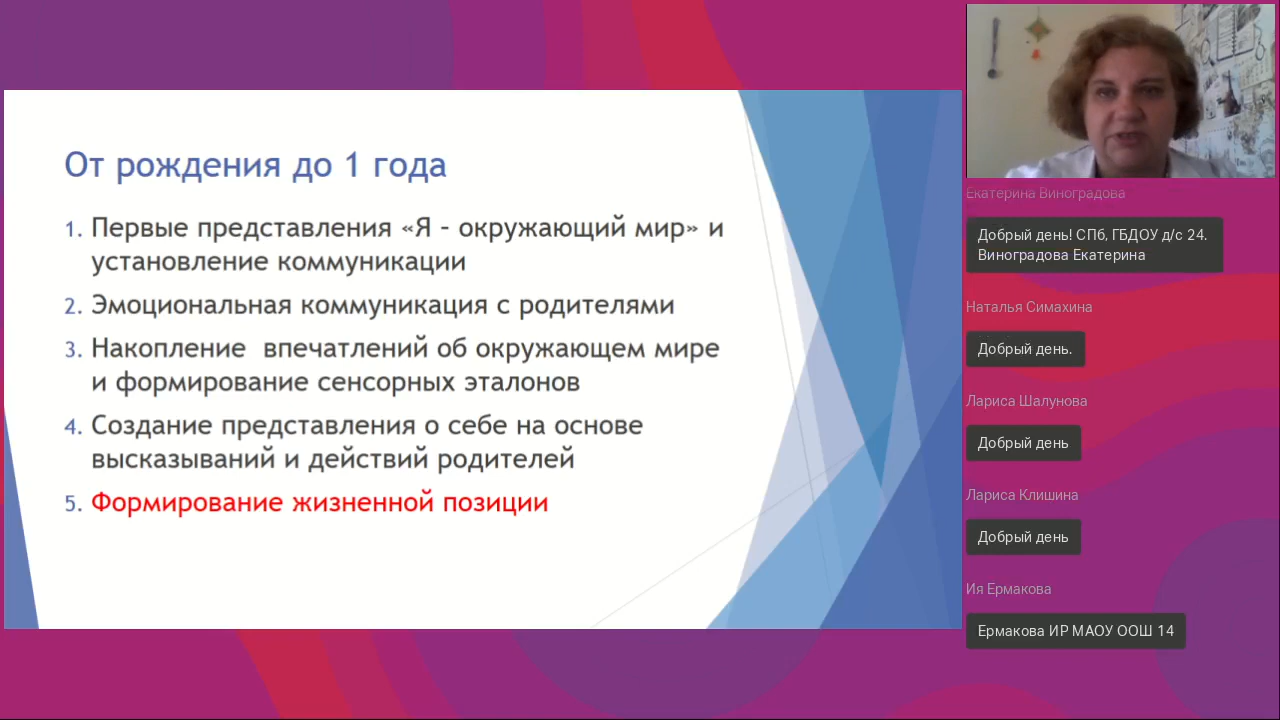 От рождения до 1 года
1. Первые представления «Я – окружающий мир» и
установление коммуникации
2. Эмоциональная коммуникация с родителями
3. Накопление впечатлений об окружающем мире
и формирование сенсорных эталонов
4. Создание представления о себе на основе
высказываний и действий родителей
5. Формирование жизненной позиции
Екатерина Виноградова
Добрый день! СПб, ГБДОУ д/с 24.
Виноградова Екатерина
Наталья Симахина
Добрый день.
Лариса Шалунова
Добрый день
Лариса Клишина
Добрый день
Ия Ермакова
Ермакова ИР МАОУ ООШ 14